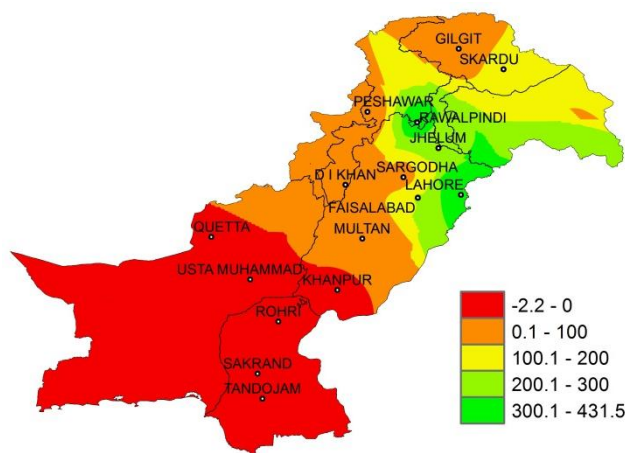 GILGIT
SKARDU
PESHAWAR
RAWALPINDI
JHELUM
SARGODHA
D I KHAN
LAHORE
FAISALABAD
MULTAN
QUETTA
USTA MUHAMMAD
KHANPUR
ROHRI
SAKRAND
TANDOJAM
-2.2 - 0
0.1 - 100
100.1 - 200
200.1 - 300
300.1 - 431.5